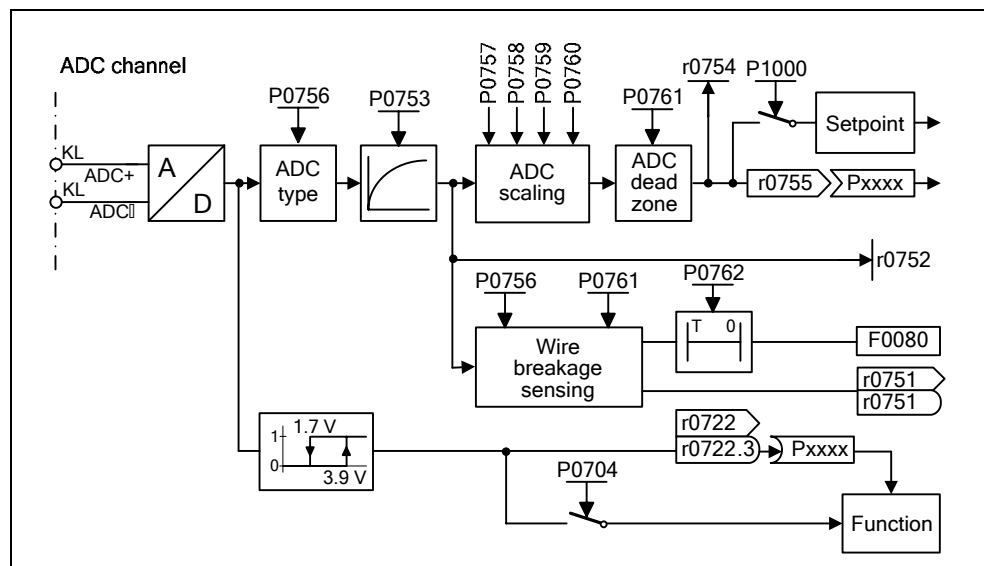 ADC channel
KL
ADC+
KL
ADC▯
A
D
P0756
ADC
type
P0753
P0757
P0758
P0759
P0760
ADC
scaling
P0761
ADC
dead
zone
r0754
P1000
Setpoint
r0755
Pxxxx
r0752
P0756
P0761
Wire
breakage
sensing
P0762
T 0
F0080
r0751
r0751
1.7 V
1
0
3.9 V
r0722
r0722.3
Pxxxx
P0704
Function